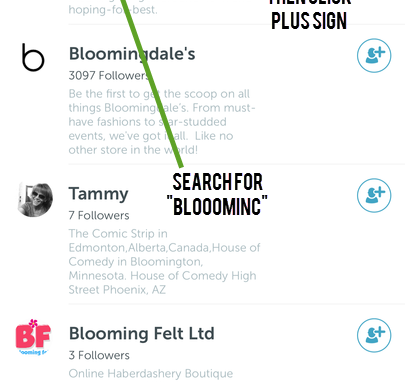 hoping-for-best.
THEN CLICK
PLUS SIGN
b
Bloomingdale's
3097 Followers
Be the first to get the scoop on all
things Bloomingdale's. From must-
have fashions to star-studded
events, we've got it all. Like no
other store in the world!
SEARCH FOR
"BLOOOMINC"
Tammy
7 Followers
The Comic Strip in
Edmonton,Alberta,Canada,House of
Comedy in Bloomington,
Minnesota. House of Comedy High
Street Phoenix, AZ
BF
Blooming Felt Ltd
3 Followers
Online Haberdashery Boutique